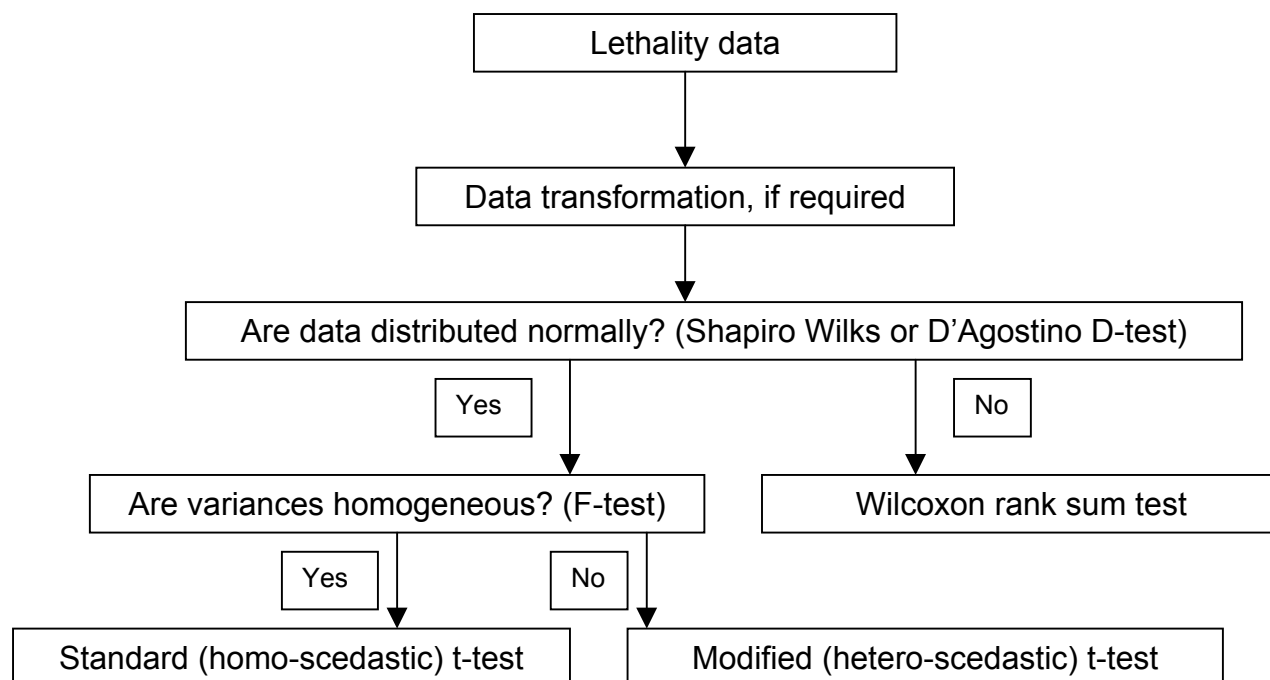 Lethality data
Data transformation, if required
Are data distributed normally? (Shapiro Wilks or D’Agostino D-test)
Yes
No
Are variances homogeneous? (F-test)
Wilcoxon rank sum test
Yes
No
Standard (homo-scedastic) t-test
Modified (hetero-scedastic) t-test